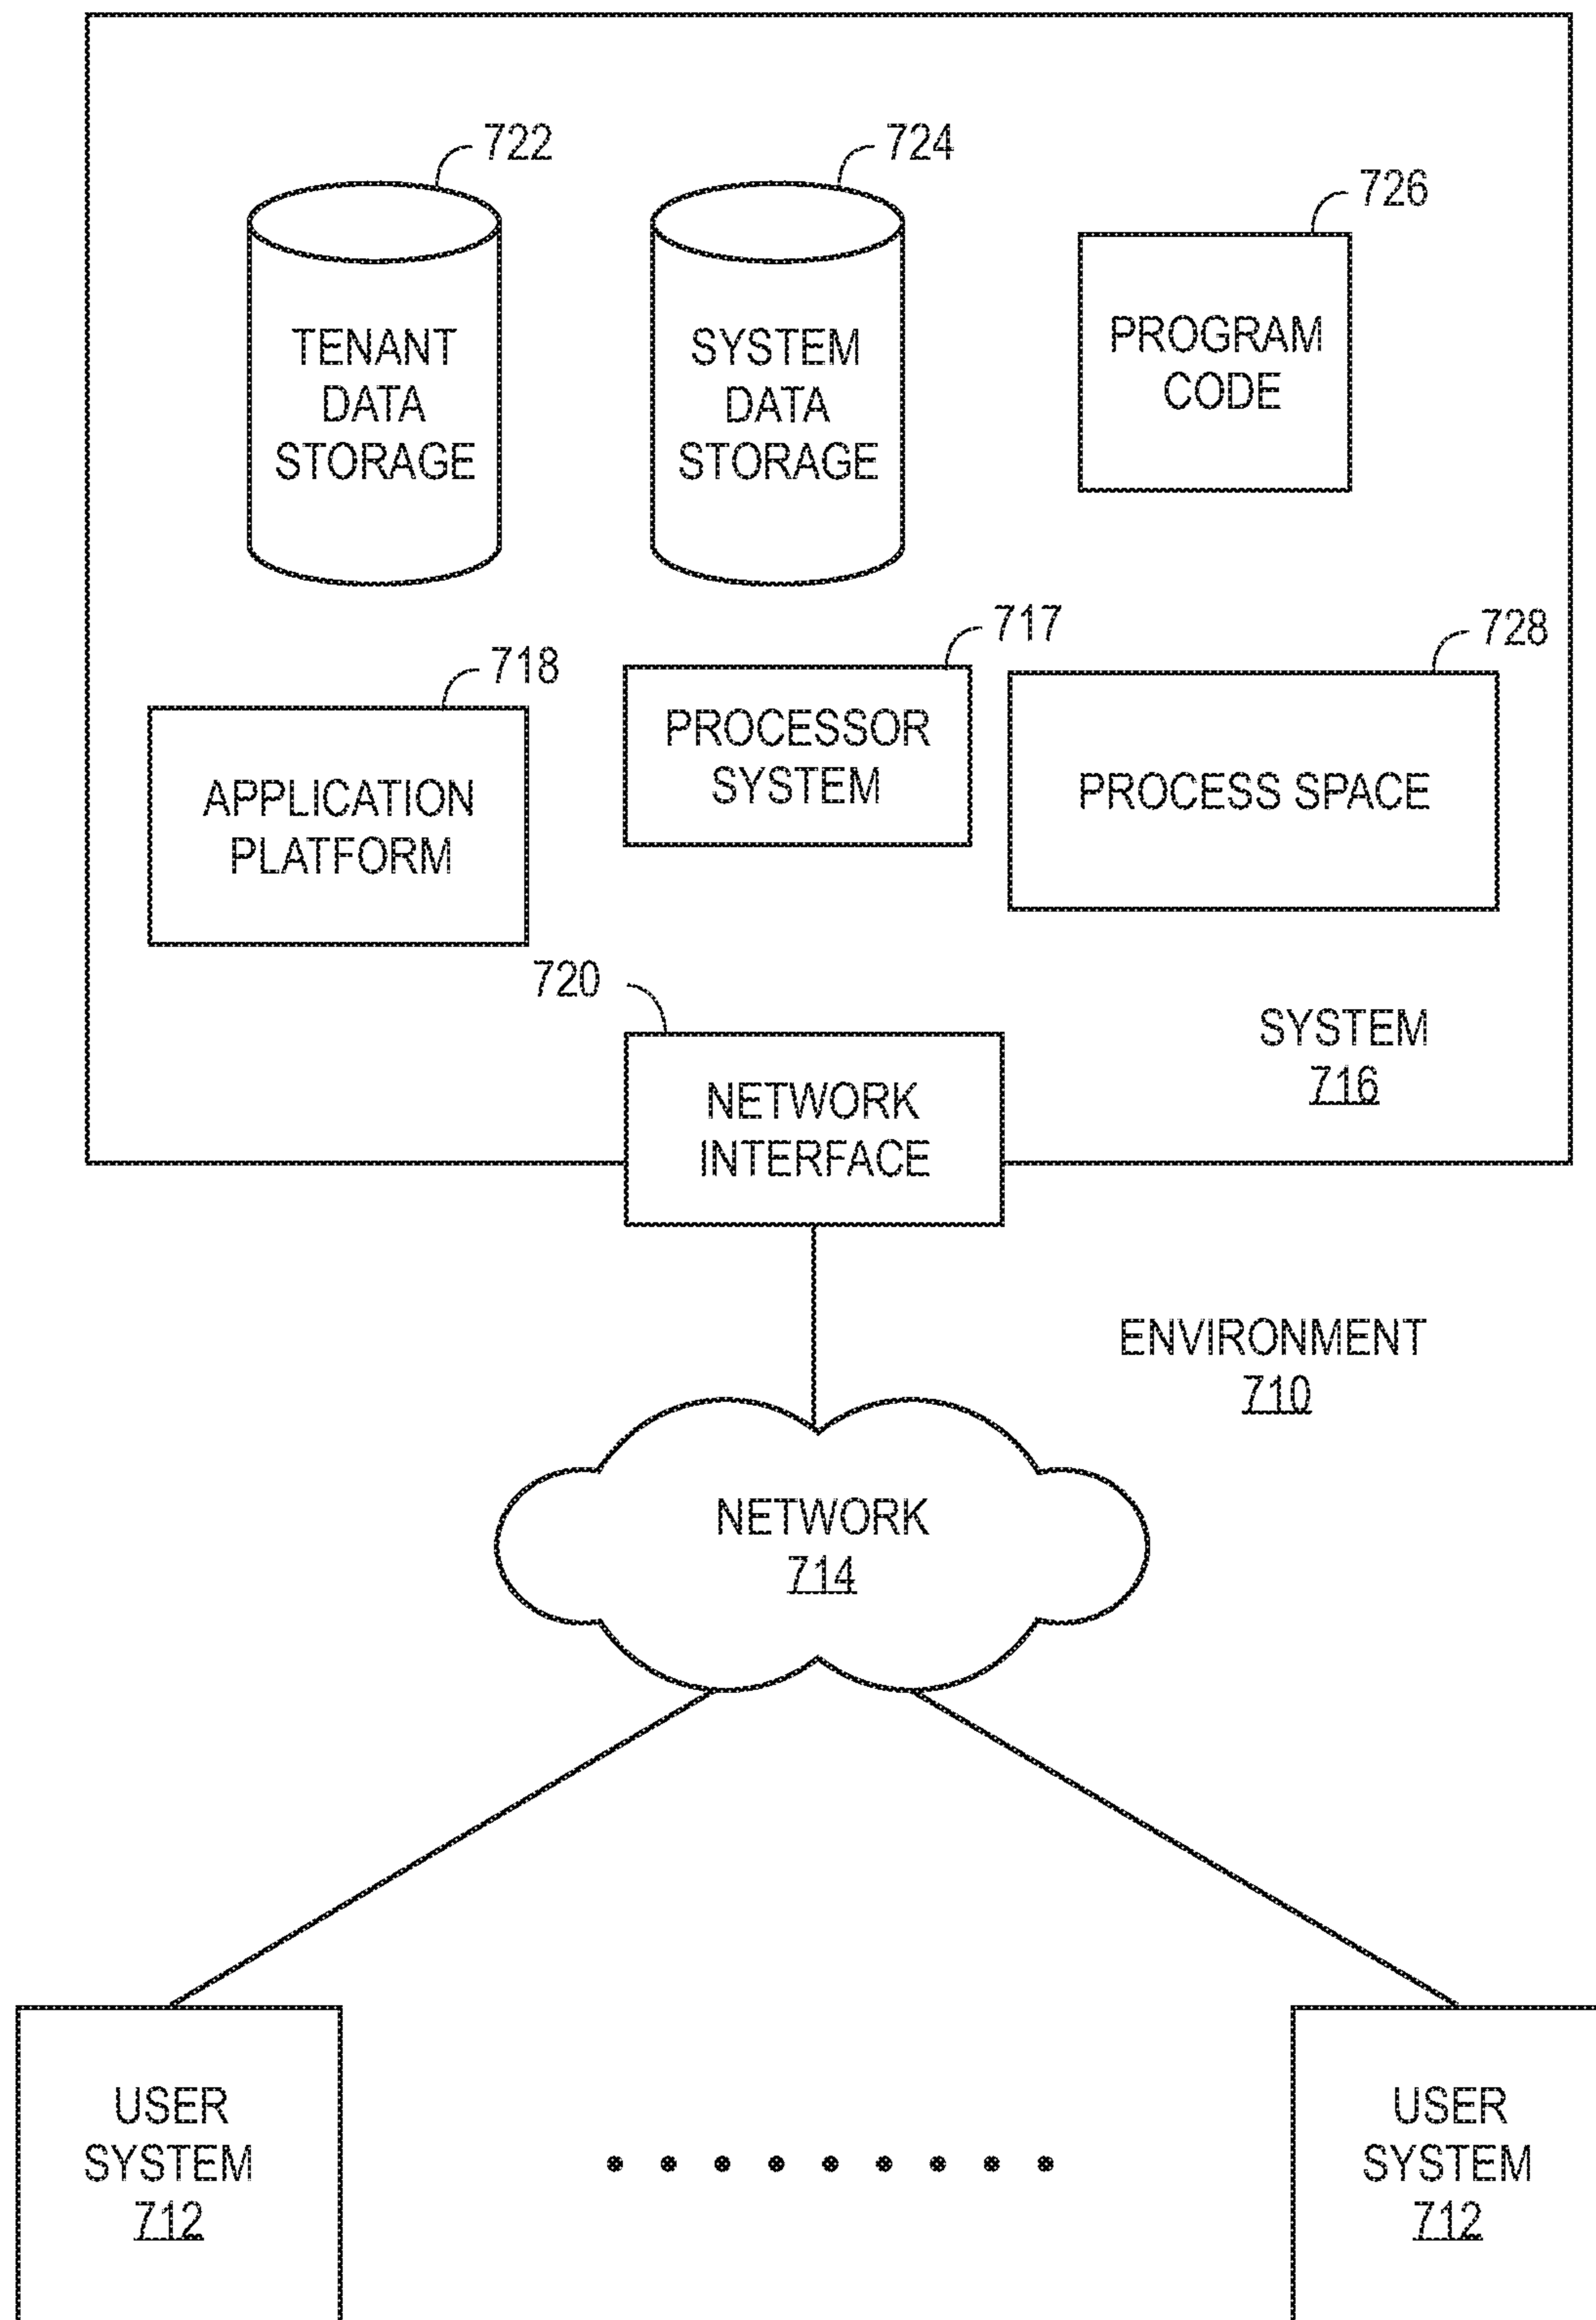 722
TENANT
DATA
STORAGE
724
SYSTEM
DATA
STORAGE
726
PROGRAM
CODE
718
APPLICATION
PLATFORM
717
PROCESSOR
SYSTEM
728
PROCESS SPACE
720
NETWORK
INTERFACE
SYSTEM
716
ENVIRONMENT
710
NETWORK
714
USER
SYSTEM
712
USER
SYSTEM
712